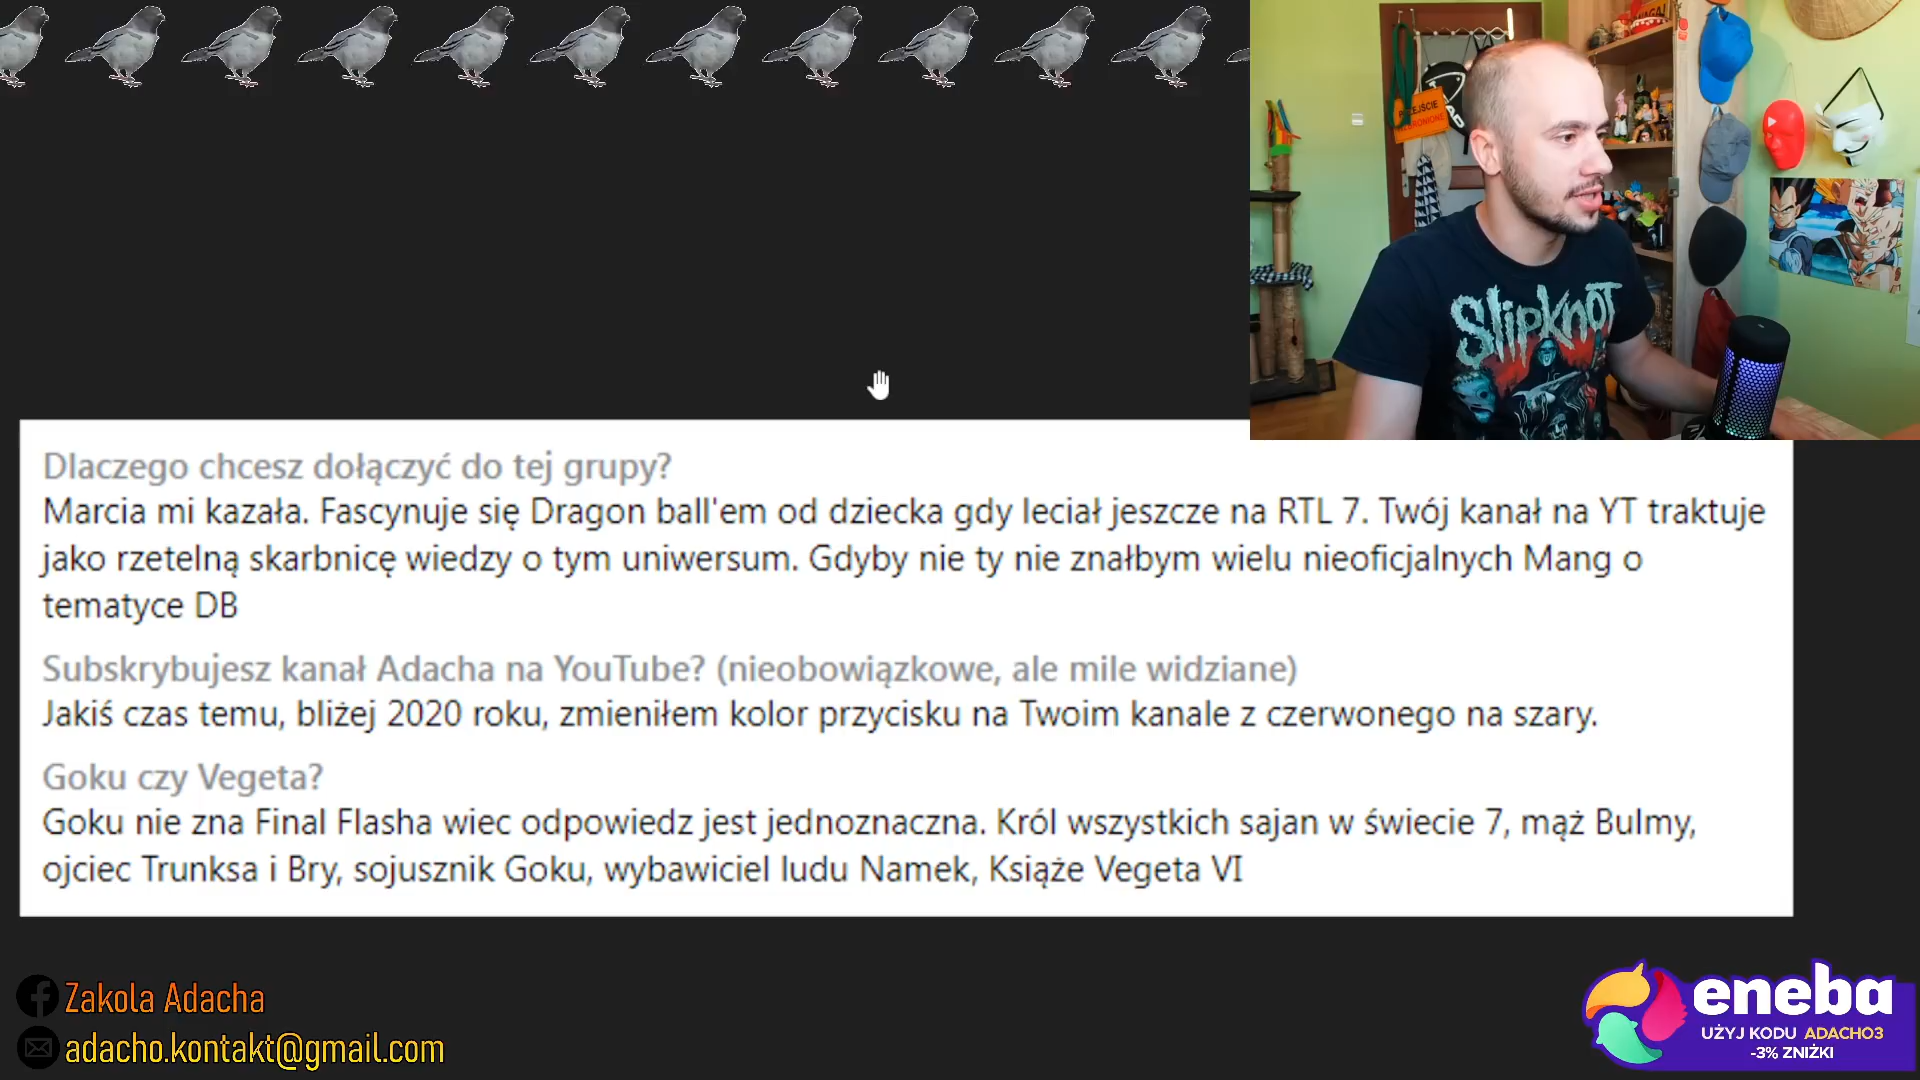 PRZEJŚCIE
WZBRONIONE
Slipknot
Dlaczego chcesz dołączyć do tej grupy?
Marcia mi kazała. Fascynuje się Dragon ball'em od dziecka gdy leciał jeszcze na RTL 7. Twój kanał na YT traktuje
jako rzetelną skarbnicę wiedzy o tym uniwersum. Gdyby nie ty nie znałbym wielu nieoficjalnych Mang o
tematyce DB
Subskrybujesz kanał Adacha na YouTube? (nieobowiązkowe, ale mile widziane)
Jakiś czas temu, bliżej 2020 roku, zmieniłem kolor przycisku na Twoim kanale z czerwonego na szary.
Goku czy Vegeta?
Goku nie zna Final Flasha wiec odpowiedz jest jednoznaczna. Król wszystkich sajan w świecie 7, mąż Bulmy,
ojciec Trunksa i Bry, sojusznik Goku, wybawiciel ludu Namek, Książe Vegeta VI
Zakola Adacha
adacho.kontakt@gmail.com
eneba
UŻYJ KODU ADACHO3
-3% ZNIŻKI